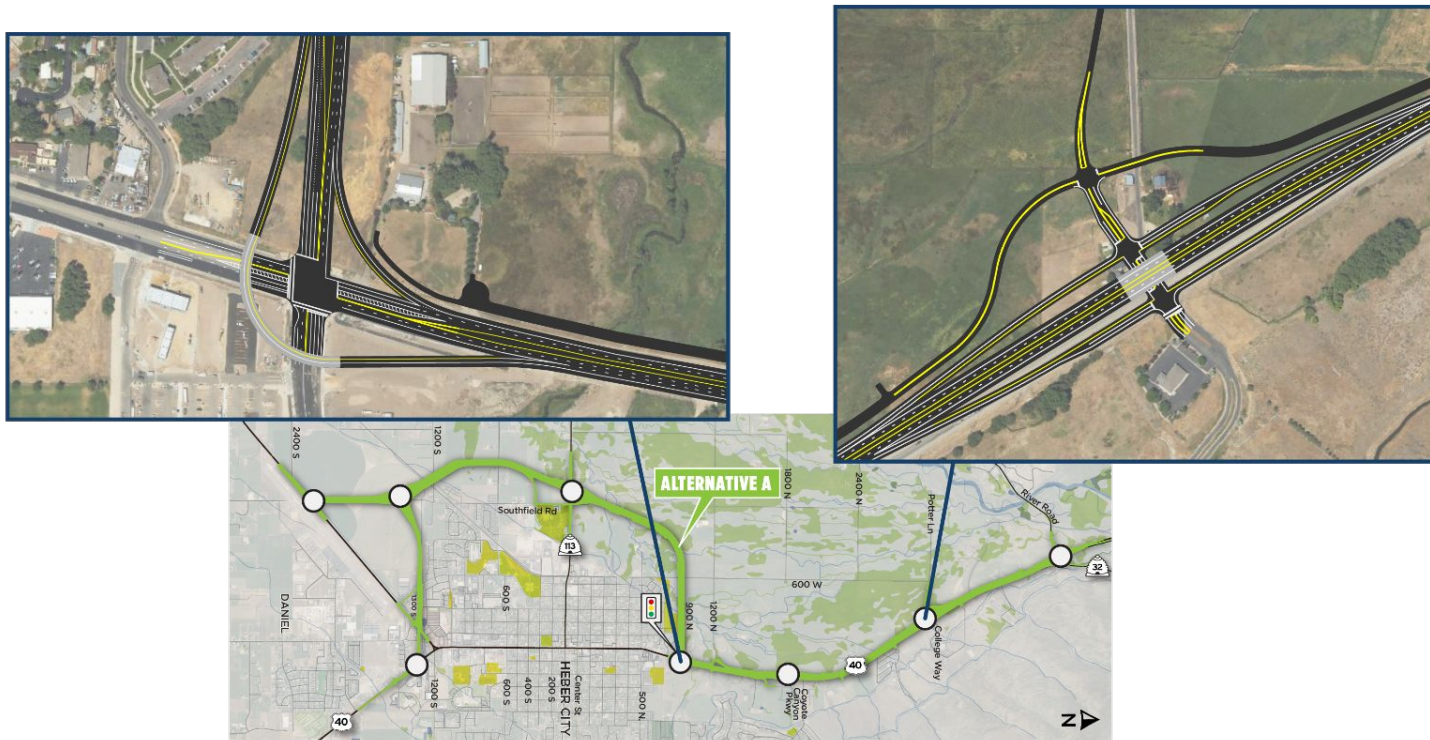 2400 S
1200 S
Southfield Rd
113
ALTERNATIVE A
1800 N
2400 N
Potter Ln
River Road
32
600 W
DANIEL
1300 S
600 S
900 N
1200 N
College Way
40
Coyote
Canyon
Pkwy
1200 S
600 S
400 S
200 S
Center St
HEBER CITY
500 N.
40
N